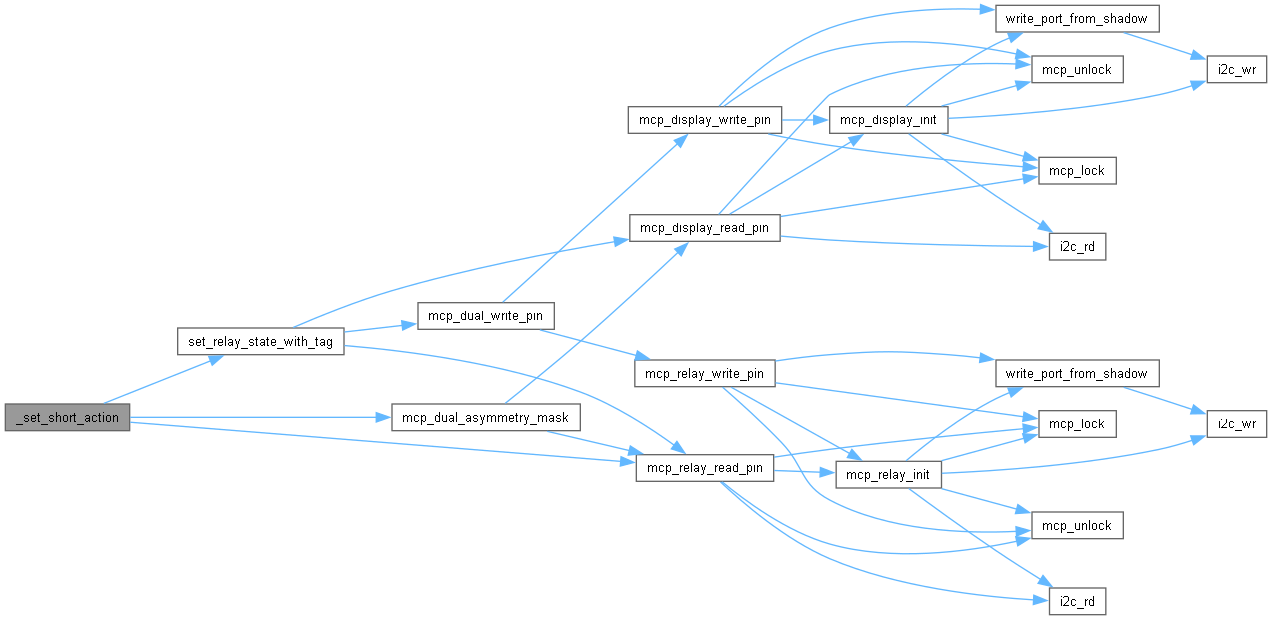 write_port_from_shadow
mcp_unlock
i2c_wr
mcp_display_write_pin
mcp_display_init
mcp_lock
mcp_display_read_pin
i2c_rd
mcp_dual_write_pin
set_relay_state_with_tag
mcp_relay_write_pin
write_port_from_shadow
_set_short_action
mcp_dual_asymmetry_mask
mcp_lock
i2c_wr
mcp_relay_read_pin
mcp_relay_init
mcp_unlock
i2c_rd